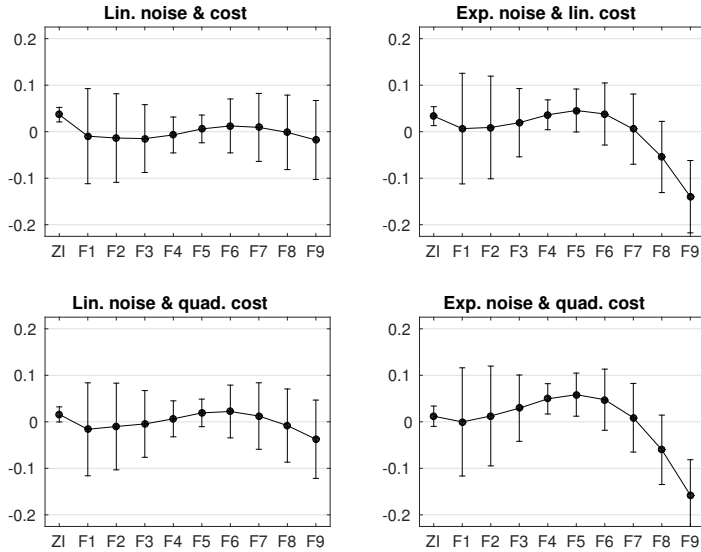 Lin. noise & cost
0.2
0.1
0
-0.1
-0.2
ZI F1 F2 F3 F4 F5 F6 F7 F8 F9
Exp. noise & lin. cost
0.2
0.1
0
-0.1
-0.2
ZI F1 F2 F3 F4 F5 F6 F7 F8 F9
Lin. noise & quad. cost
0.2
0.1
0
-0.1
-0.2
ZI F1 F2 F3 F4 F5 F6 F7 F8 F9
Exp. noise & quad. cost
0.2
0.1
0
-0.1
-0.2
ZI F1 F2 F3 F4 F5 F6 F7 F8 F9